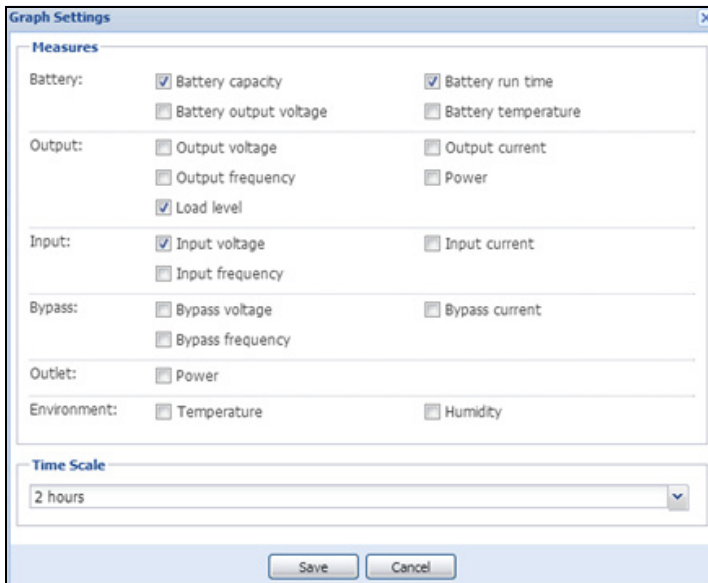 Graph Settings
Measures
Battery: Battery capacity Battery run time
Battery output voltage Battery temperature
Output: Output voltage Output current
Output frequency Power
Load level
Input: Input voltage Input current
Input frequency
Bypass: Bypass voltage Bypass current
Bypass frequency
Outlet: Power
Environment: Temperature Humidity
Time Scale
2 hours
Save Cancel